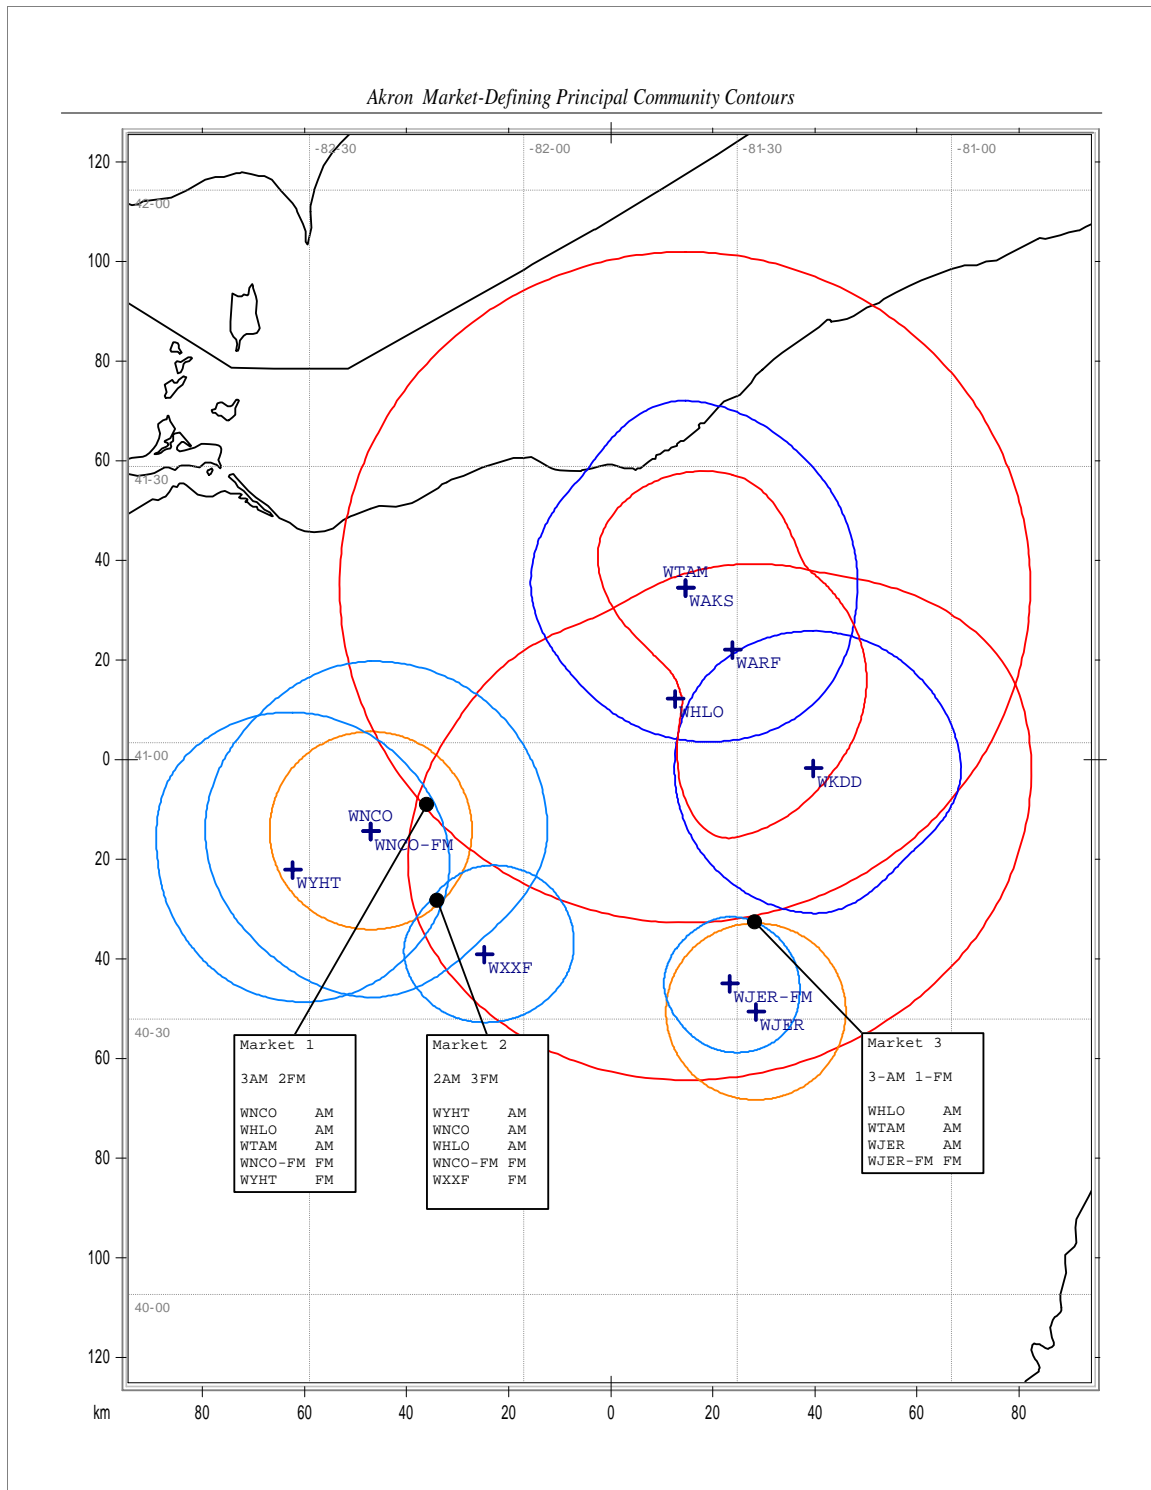 Akron Market-Defining Principal Community Contours
-82-30
-82-00
-81-30
-81-00
120
42-00
100
80
60
41-30
40
WTAM
WAKS
20
WARF
WHLO
0
41-00
WKDD
WNCO
WNCO-FM
20
WYHT
40
WXXF
WJER-FM
WJER
40-30
60
80
100
40-00
120
Market 1
3AM 2FM
WNCO AM
WHLO AM
WTAM AM
WNCO-FM FM
WYHT FM
Market 2
2AM 3FM
WYHT AM
WNCO AM
WHLO AM
WNCO-FM FM
WXXF FM
Market 3
3-AM 1-FM
WHLO AM
WTAM AM
WJER AM
WJER-FM FM
km 80 60 40 20 0 20 40 60 80